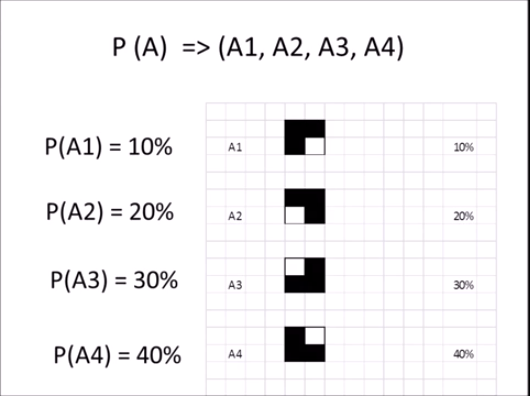 P (A) => (A1, A2, A3, A4)
P(A1) = 10% A1 10%
P(A2) = 20% A2 20%
P(A3) = 30% A3 30%
P(A4) = 40% A4 40%